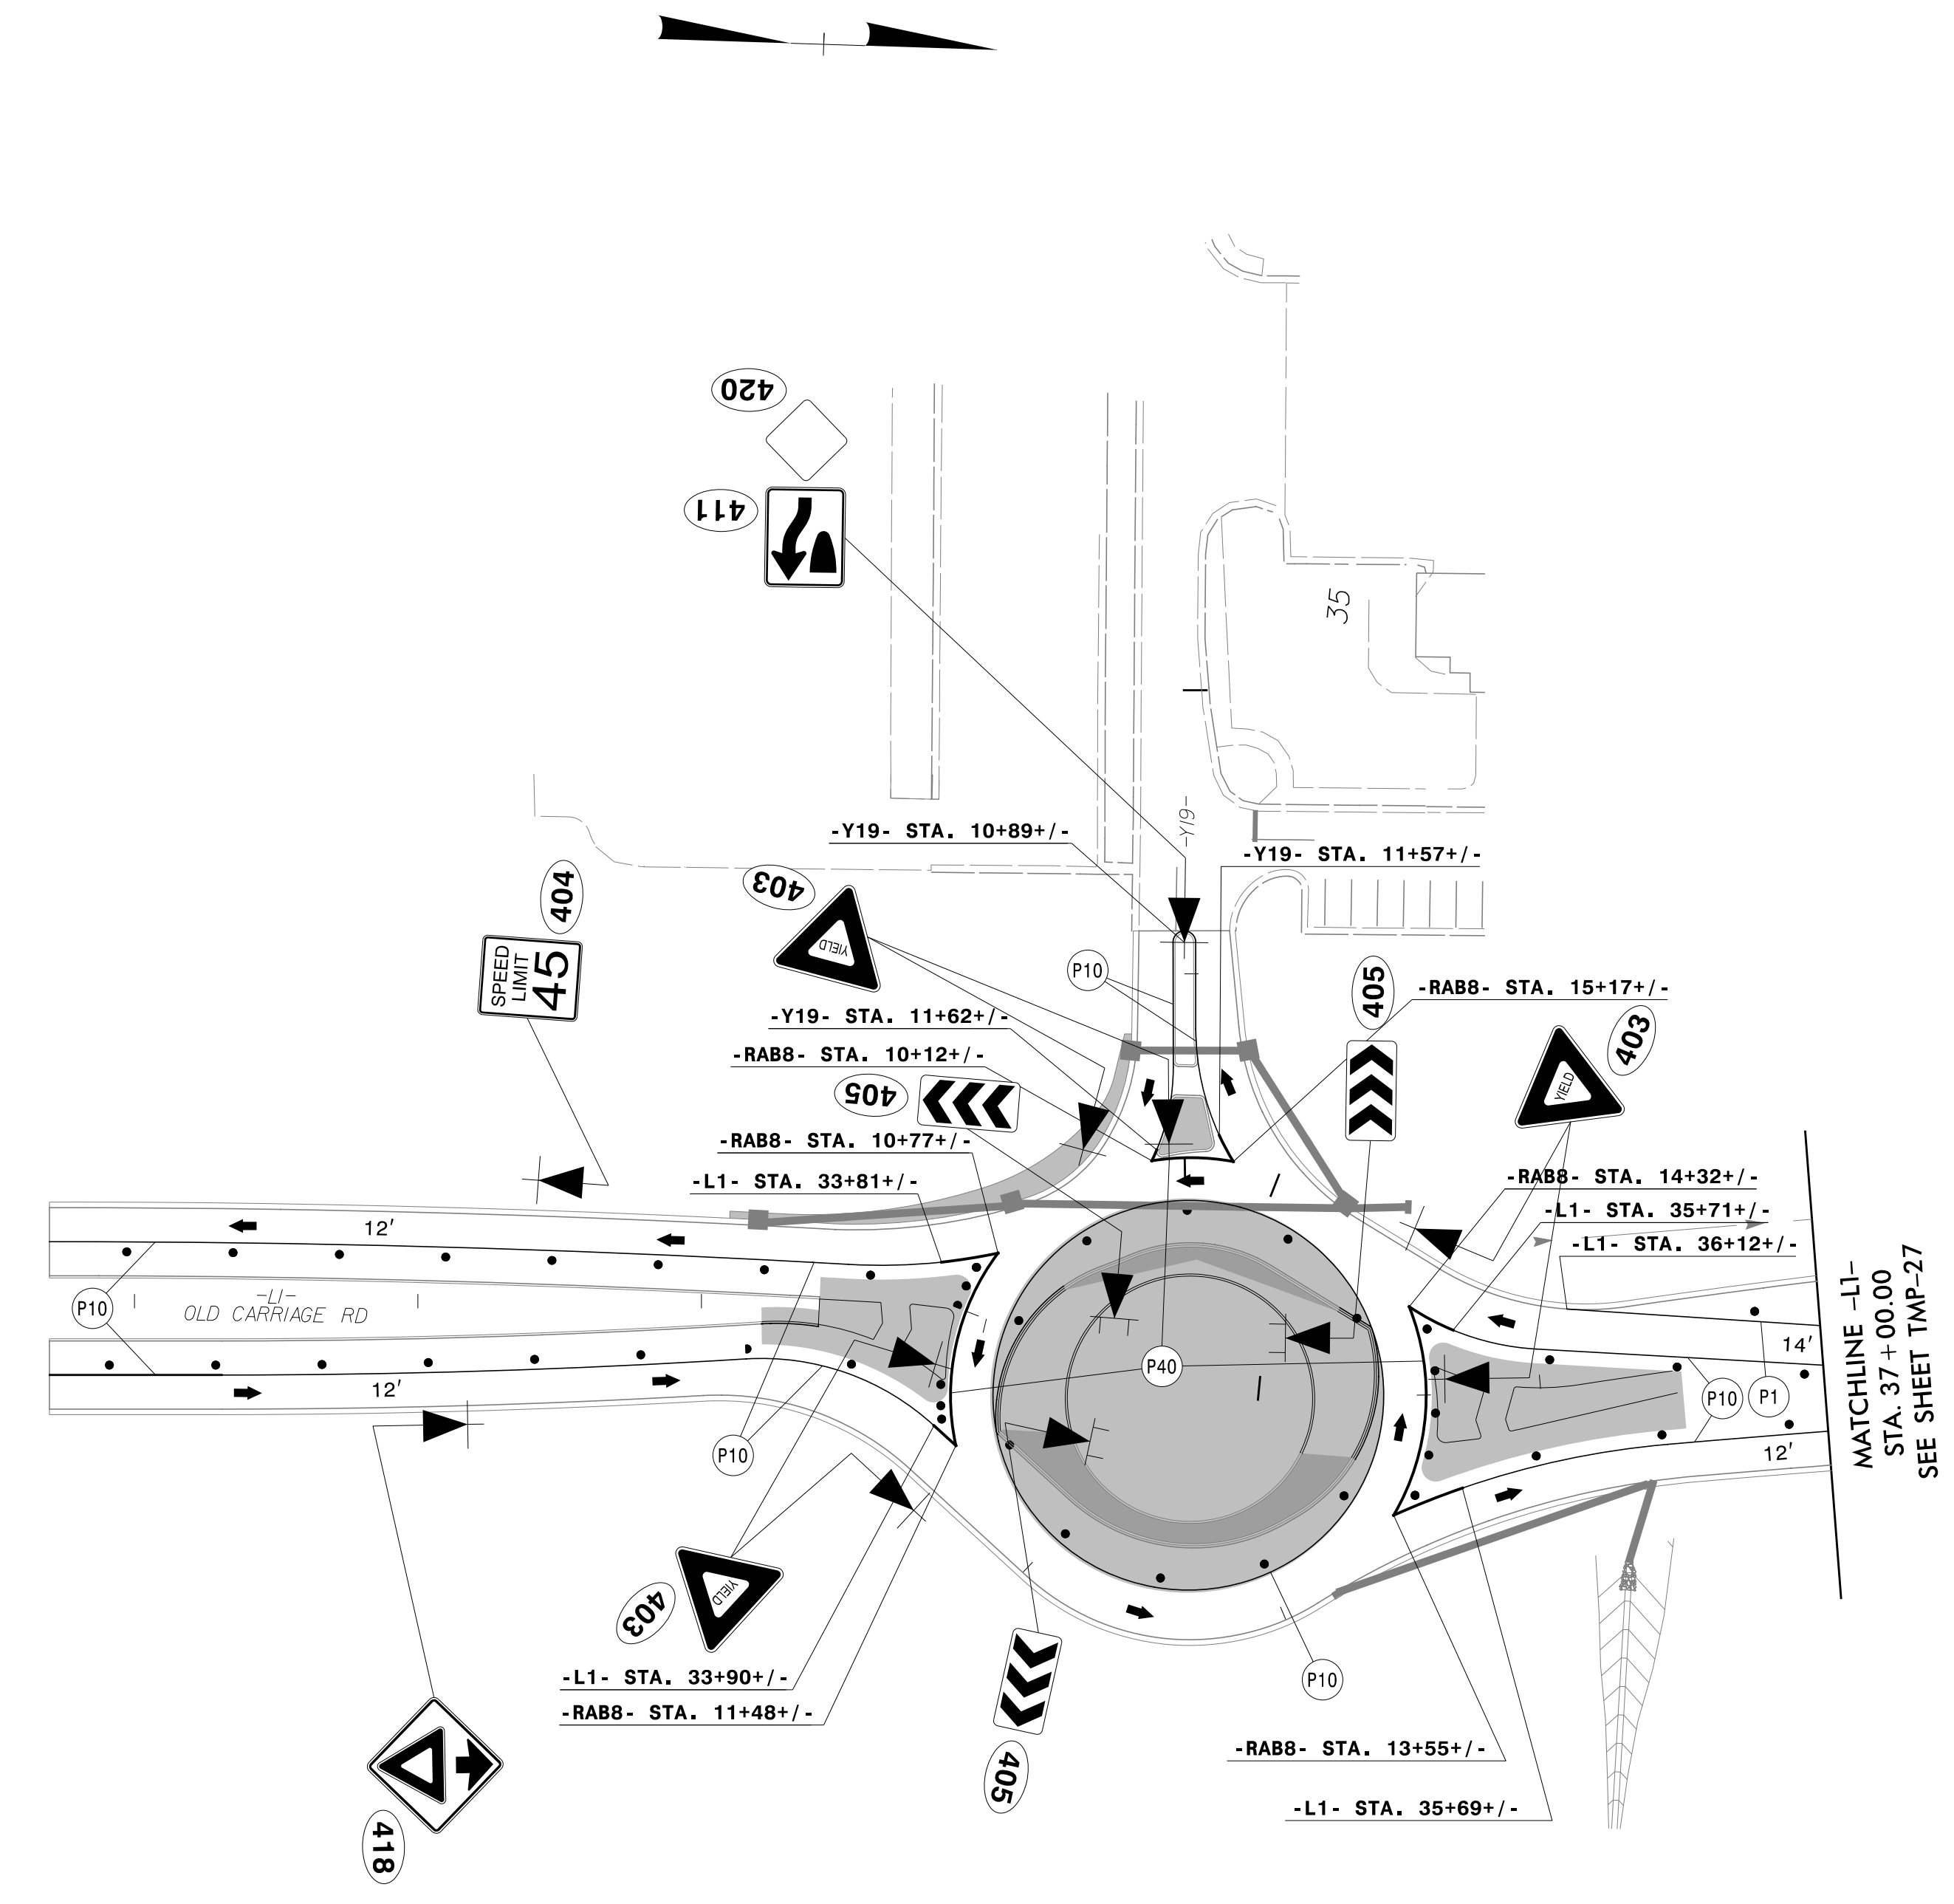 420
411
35
-Y19- STA. 10+89+/-
-Y19-
-Y19- STA. 11+57+/-
404
SPEED
LIMIT
45
403
YIELD
P10
405
-RAB8- STA. 15+17+/-
403
YIELD
-Y19- STA. 11+62+/-
-RAB8- STA. 10+12+/-
405
-RAB8- STA. 10+77+/-
-L1- STA. 33+81+/-
-RAB8- STA. 14+32+/-
-L1- STA. 35+71+/-
-L1- STA. 36+12+/-
12'
P10
-L1-
OLD CARRIAGE RD
12'
P40
14'
P10
P1
12'
MATCHLINE -L1-
STA. 37+00.00
SEE SHEET TMP-27
P10
403
YIELD
-L1- STA. 33+90+/-
-RAB8- STA. 11+48+/-
P10
405
-RAB8- STA. 13+55+/-
-L1- STA. 35+69+/-
418